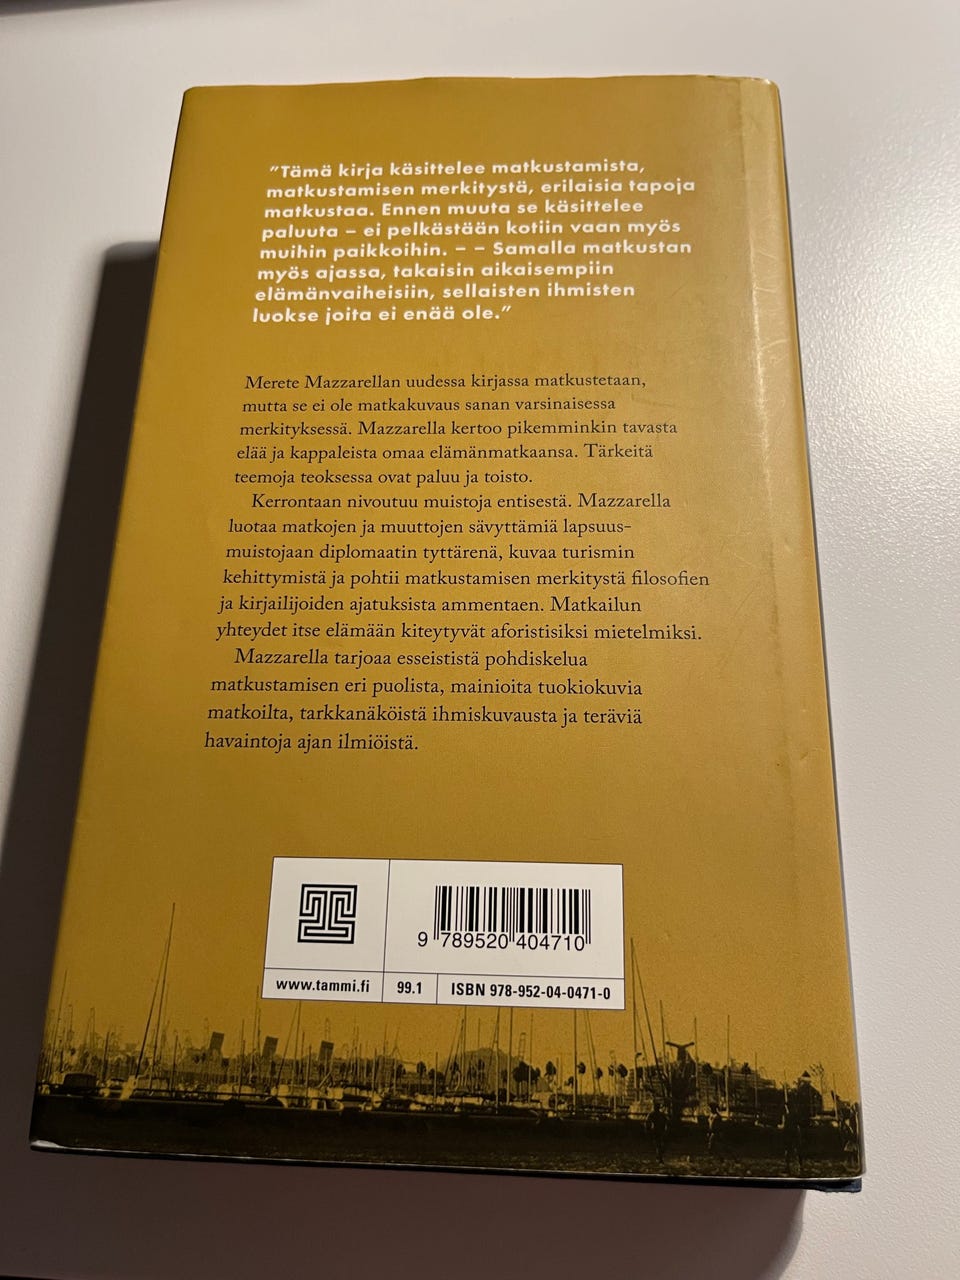 "Tämä kirja käsittelee matkustamista,
matkustamisen merkitystä, erilaisia tapoja
matkustaa. Ennen muuta se käsittelee
paluuta – ei pelkästään kotiin vaan myös
muihin paikkoihin. – – Samalla matkustan
myös ajassa, takaisin aikaisempiin
elämänvaiheisiin, sellaisten ihmisten
luokse joita ei enää ole."
Merete Mazzarellan uudessa kirjassa matkustetaan,
mutta se ei ole matkakuvaus sanan varsinaisessa
merkityksessä. Mazzarella kertoo pikemminkin tavasta
elää ja kappaleista omaa elämänmatkaansa. Tärkeitä
teemoja teoksessa ovat paluu ja toisto.
Kerrontaan nivoutuu muistoja entisestä. Mazzarella
luotaa matkojen ja muuttojen sävyttämiä lapsuus-
muistojaan diplomaatin tyttärenä, kuvaa turismin
kehittymistä ja pohtii matkustamisen merkitystä filosofien
ja kirjailijoiden ajatuksista ammentaen. Matkailun
yhteydet itse elämään kiteytyvät aforistisiksi mietelmiksi.
Mazzarella tarjoaa esseististä pohdiskelua
matkustamisen eri puolista, mainioita tuokiokuvia
matkoilta, tarkkanäköistä ihmiskuvausta ja teräviä
havaintoja ajan ilmiöistä.
9 789520 404710
www.tammi.fi 99.1 ISBN 978-952-04-0471-0